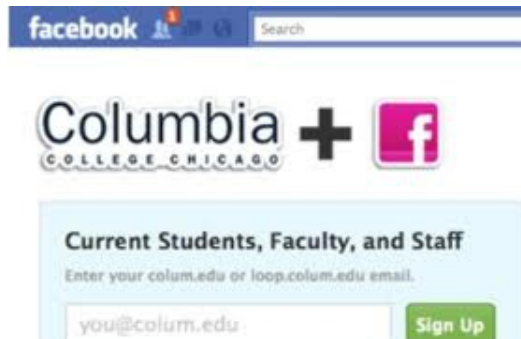 facebook 1 Search
Columbia + f
COLLEGE CHICAGO
Current Students, Faculty, and Staff
Enter your colum.edu or loop.colum.edu email.
you@colum.edu Sign Up